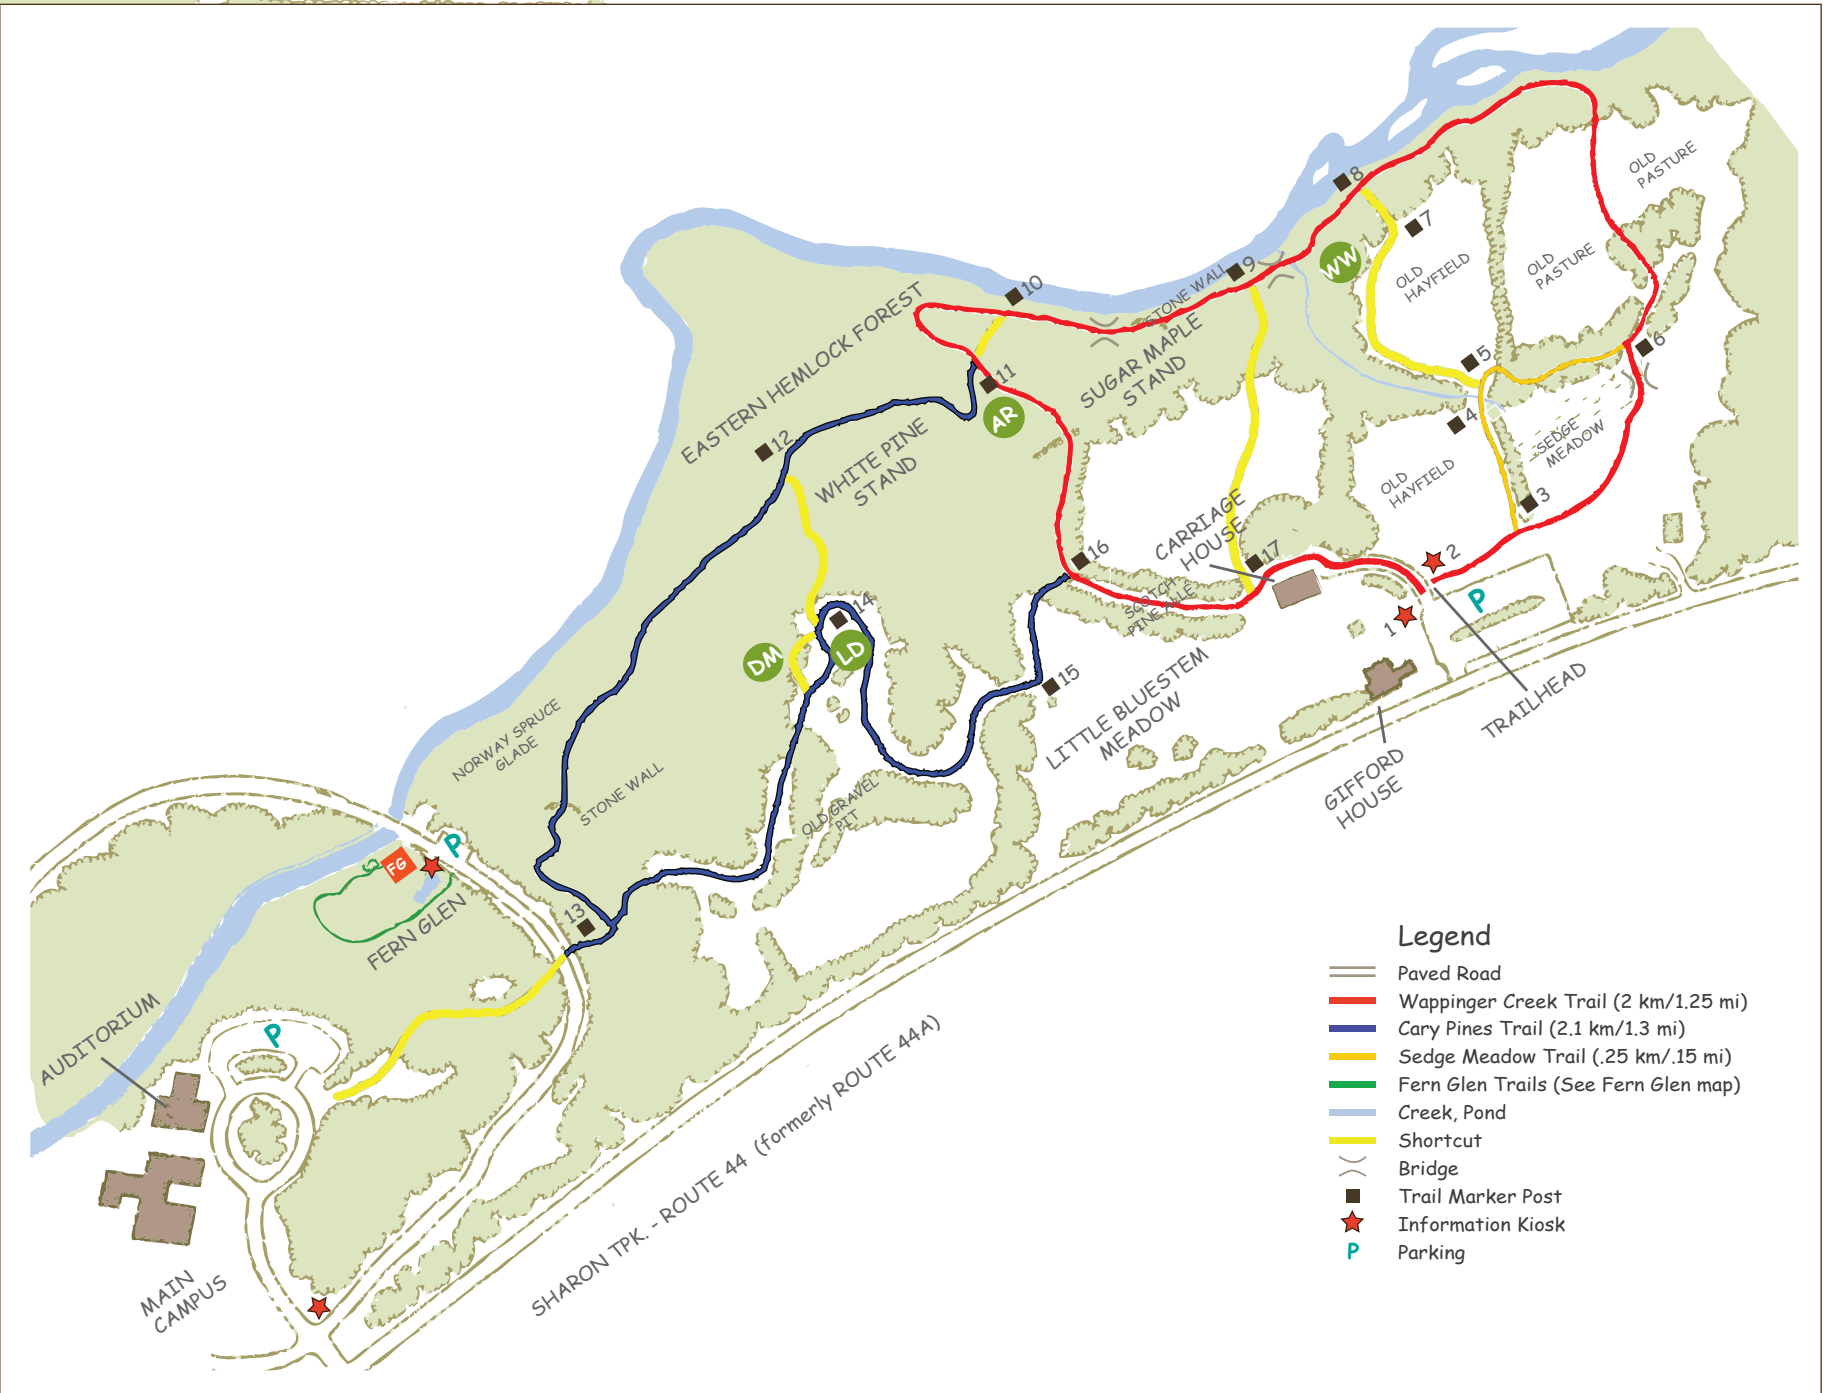 OLD
PASTURE
8
7
OLD
HAYFIELD
OLD
PASTURE
WW
9
STONE WALL
10
EASTERN HEMLOCK FOREST
SUGAR MAPLE
STAND
5
6
11
AR
4
SEDGE
MEADOW
12
WHITE PINE
STAND
OLD
HAYFIELD
3
CARRIAGE
HOUSE
16
17
2
P
SCOTCH
PINE ALLE
1
14
LD
DM
15
LITTLE BLUESTEM
MEADOW
TRAILHEAD
NORWAY SPRUCE
GLADE
STONE WALL
OLD GRAVEL
PIT
GIFFORD
HOUSE
P
FG
FERN GLEN
13
AUDITORIUM
P
MAIN
CAMPUS
SHARON TPK. - ROUTE 44 (formerly ROUTE 44A)
Legend
Paved Road
Wappinger Creek Trail (2 km/1.25 mi)
Cary Pines Trail (2.1 km/1.3 mi)
Sedge Meadow Trail (.25 km/.15 mi)
Fern Glen Trails (See Fern Glen map)
Creek, Pond
Shortcut
Bridge
Trail Marker Post
Information Kiosk
P Parking